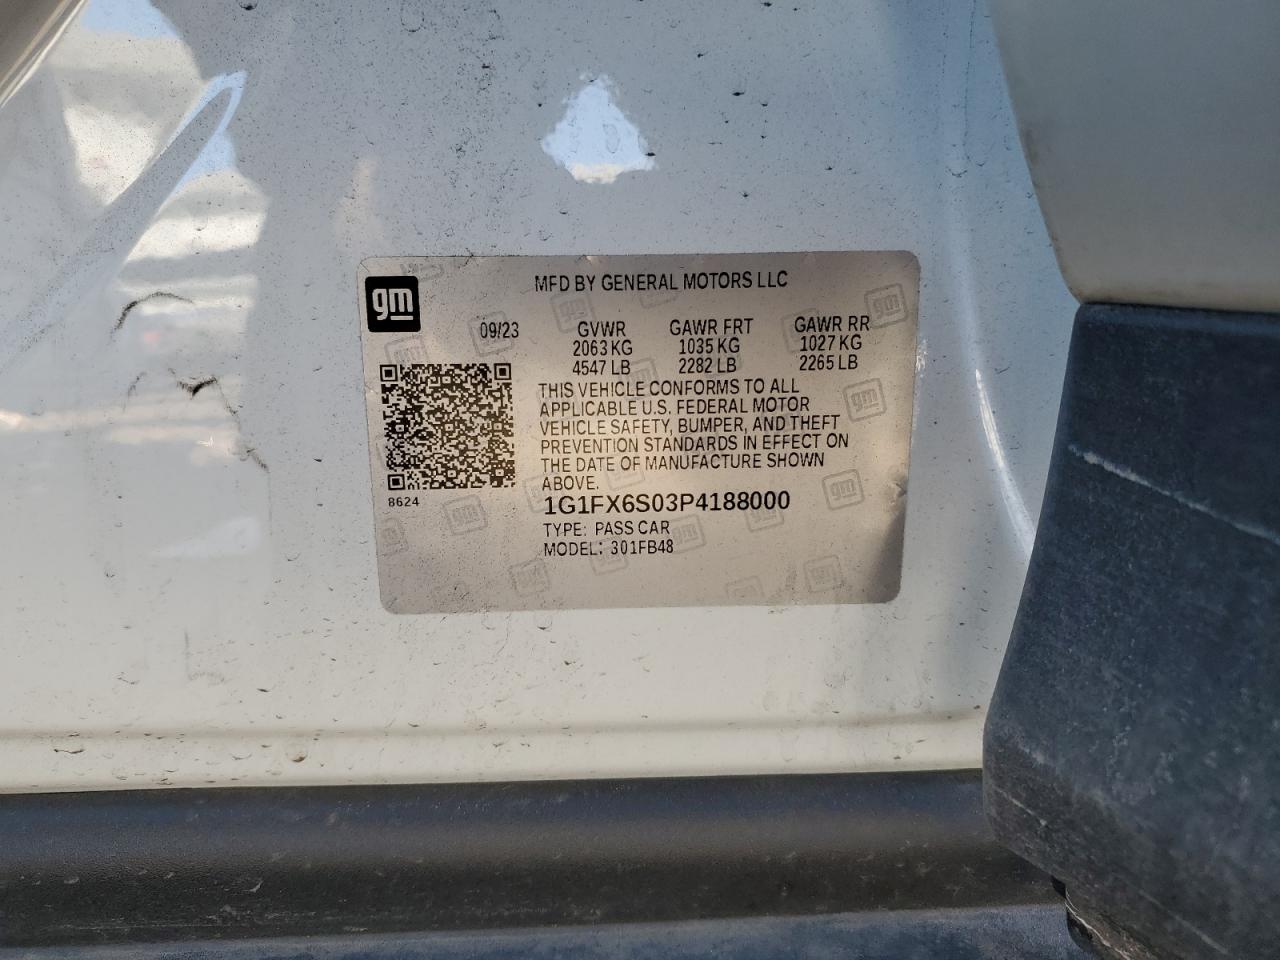 gm
MFD BY GENERAL MOTORS LLC
09/23
GVWR
2063 KG
4547 LB
GAWR FRT
1035 KG
2282 LB
GAWR RR
1027 KG
2265 LB
THIS VEHICLE CONFORMS TO ALL
APPLICABLE U.S. FEDERAL MOTOR
VEHICLE SAFETY, BUMPER, AND THEFT
PREVENTION STANDARDS IN EFFECT ON
THE DATE OF MANUFACTURE SHOWN
ABOVE.
8624
1G1FX6S03P4188000
TYPE: PASS CAR
MODEL: 301FB48